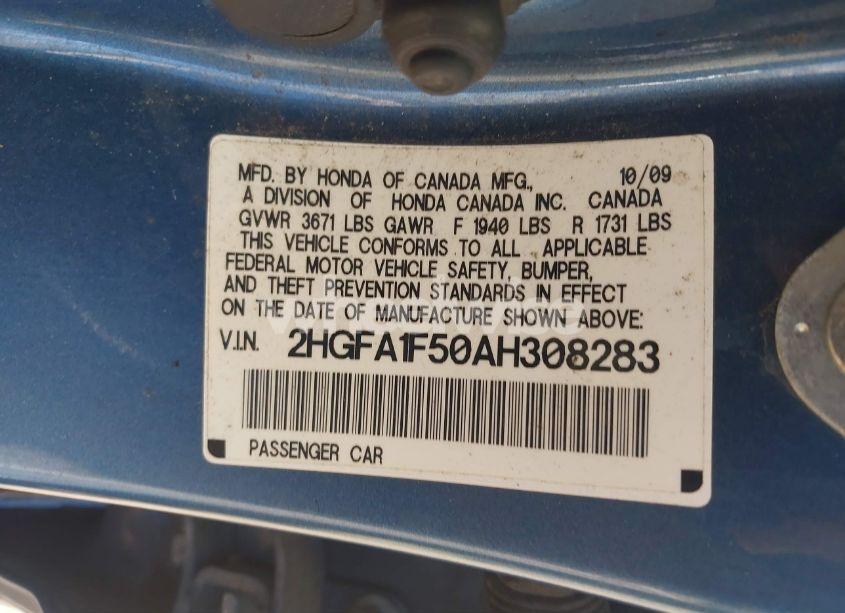 MFD. BY HONDA OF CANADA MFG., 10/09
A DIVISION OF HONDA CANADA INC. CANADA
GVWR 3671 LBS GAWR F 1940 LBS R 1731 LBS
THIS VEHICLE CONFORMS TO ALL APPLICABLE
FEDERAL MOTOR VEHICLE SAFETY, BUMPER,
AND THEFT PREVENTION STANDARDS IN EFFECT
ON THE DATE OF MANUFACTURE SHOWN ABOVE:
V.I.N. 2HGFA1F50AH308283
PASSENGER CAR